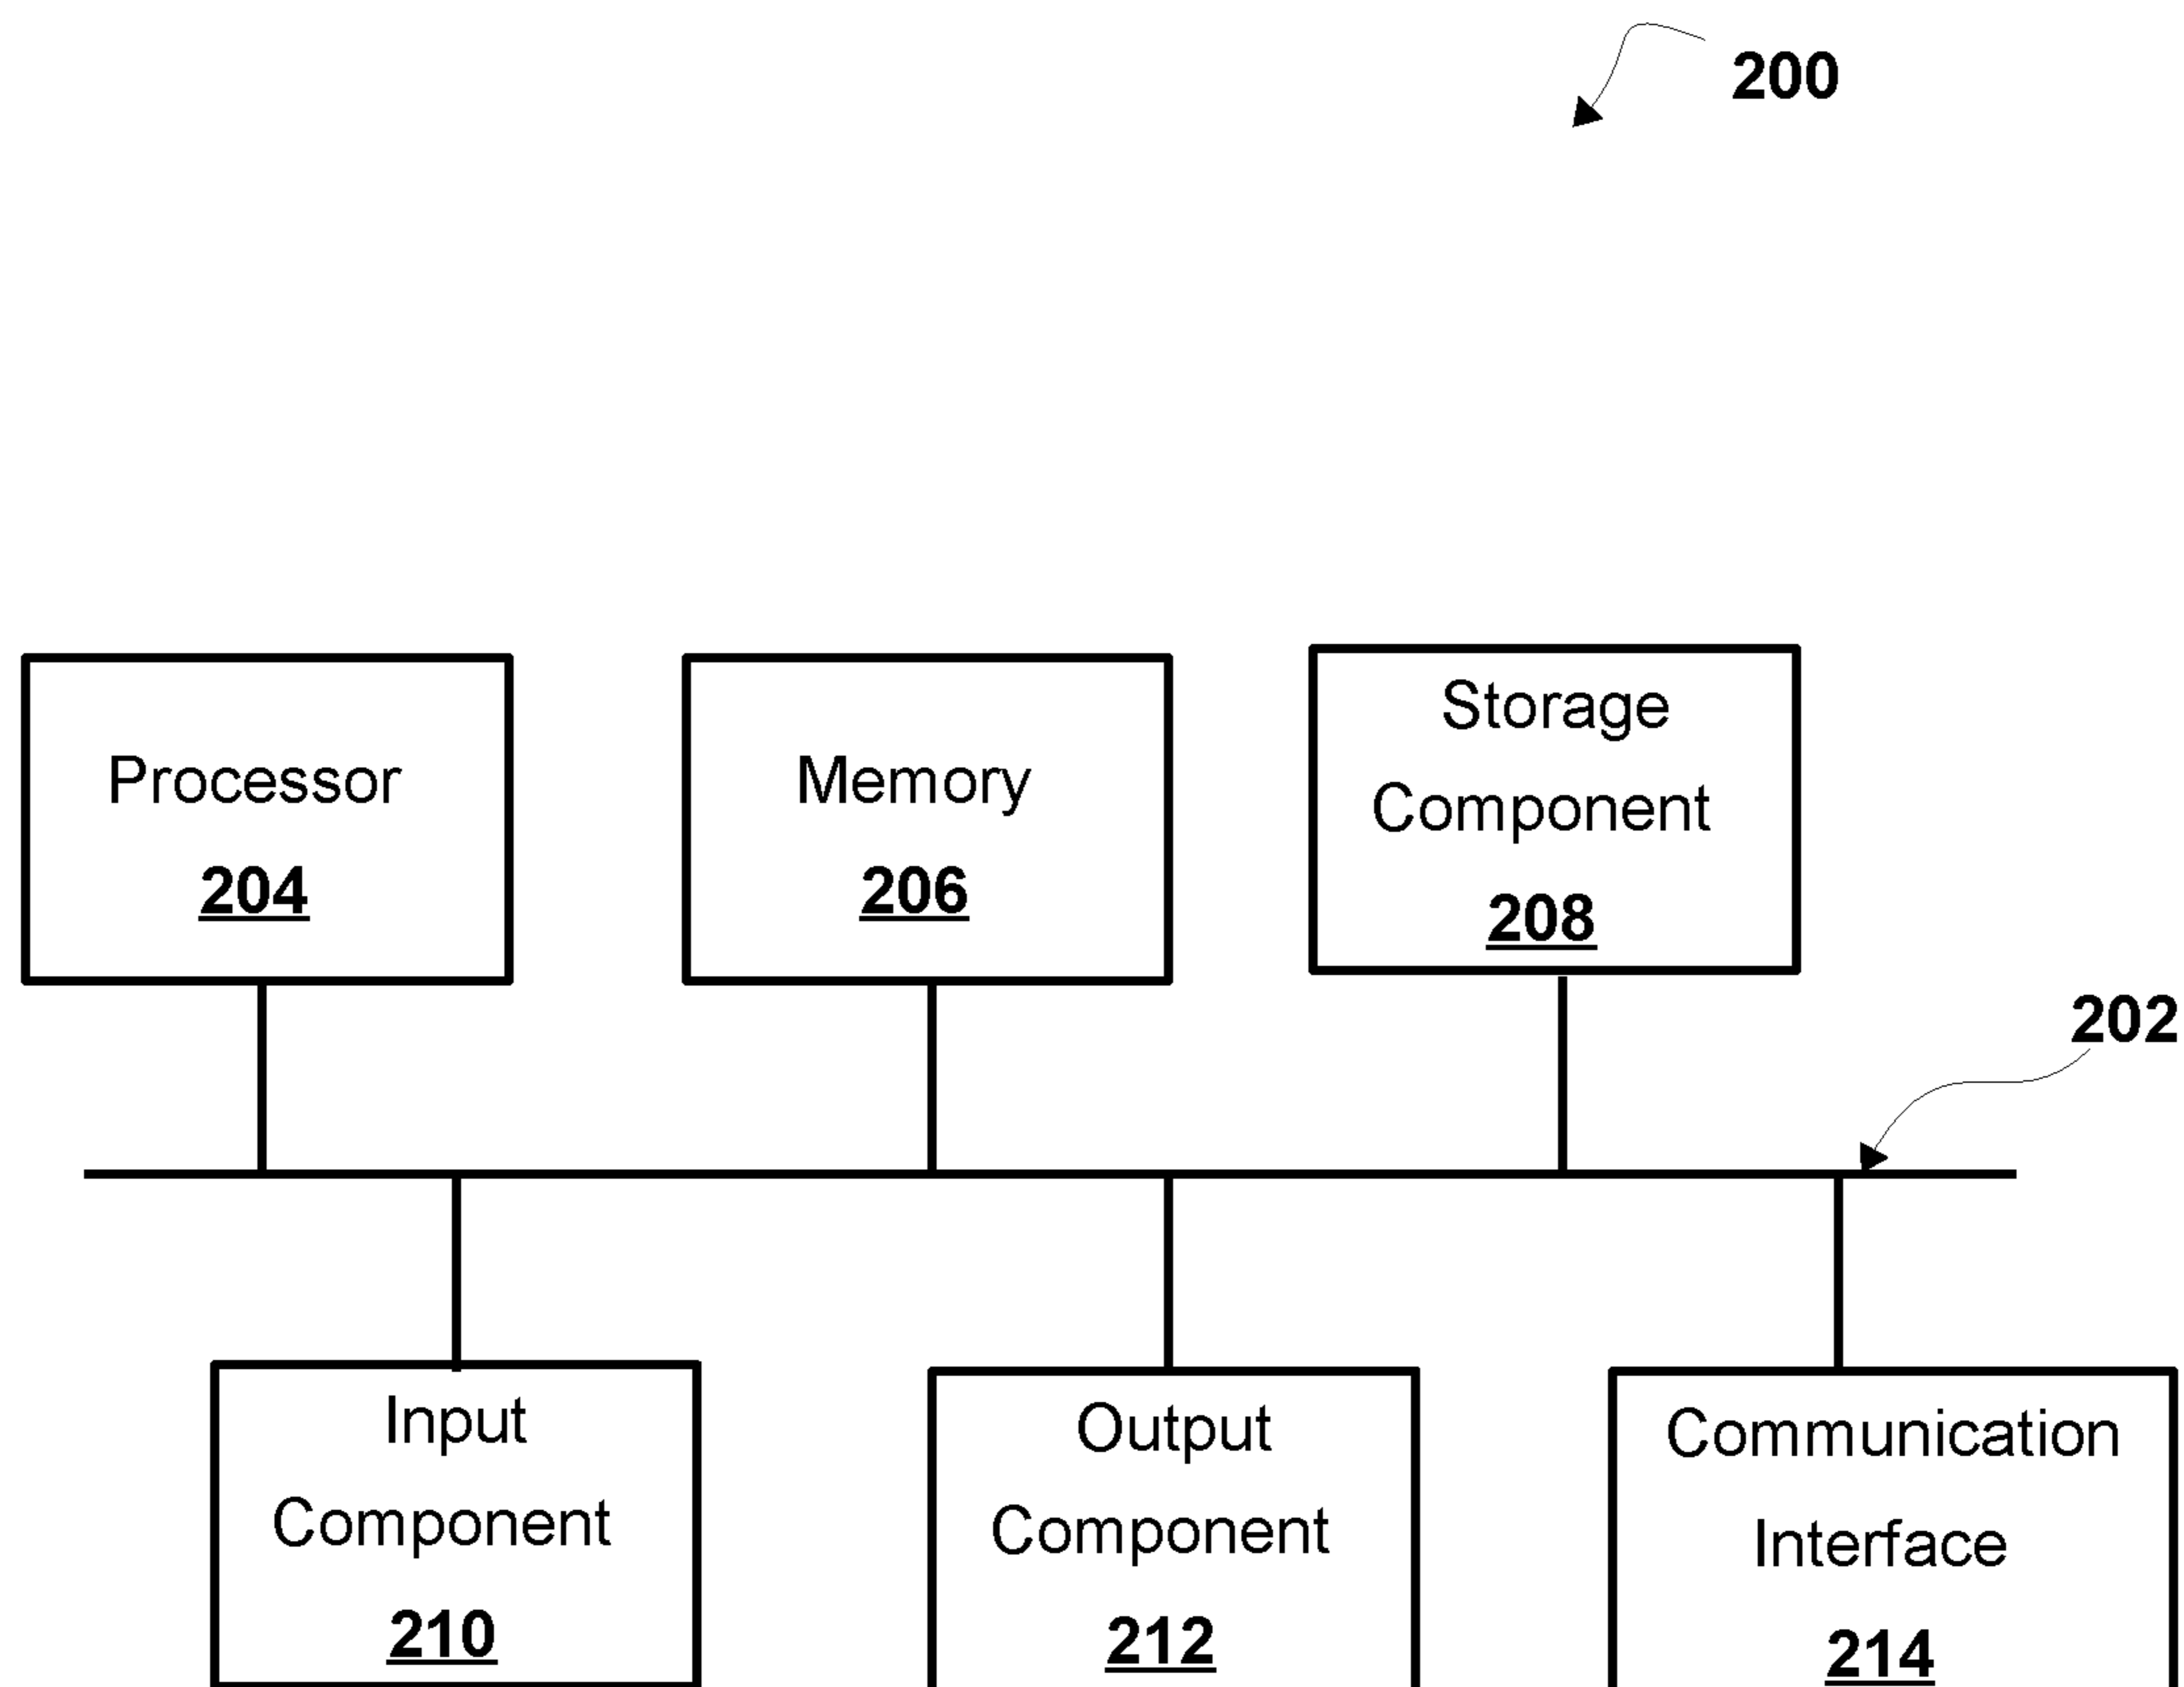 200
Processor
204
Memory
206
Storage
Component
208
202
Input
Component
210
Output
Component
212
Communication
Interface
214